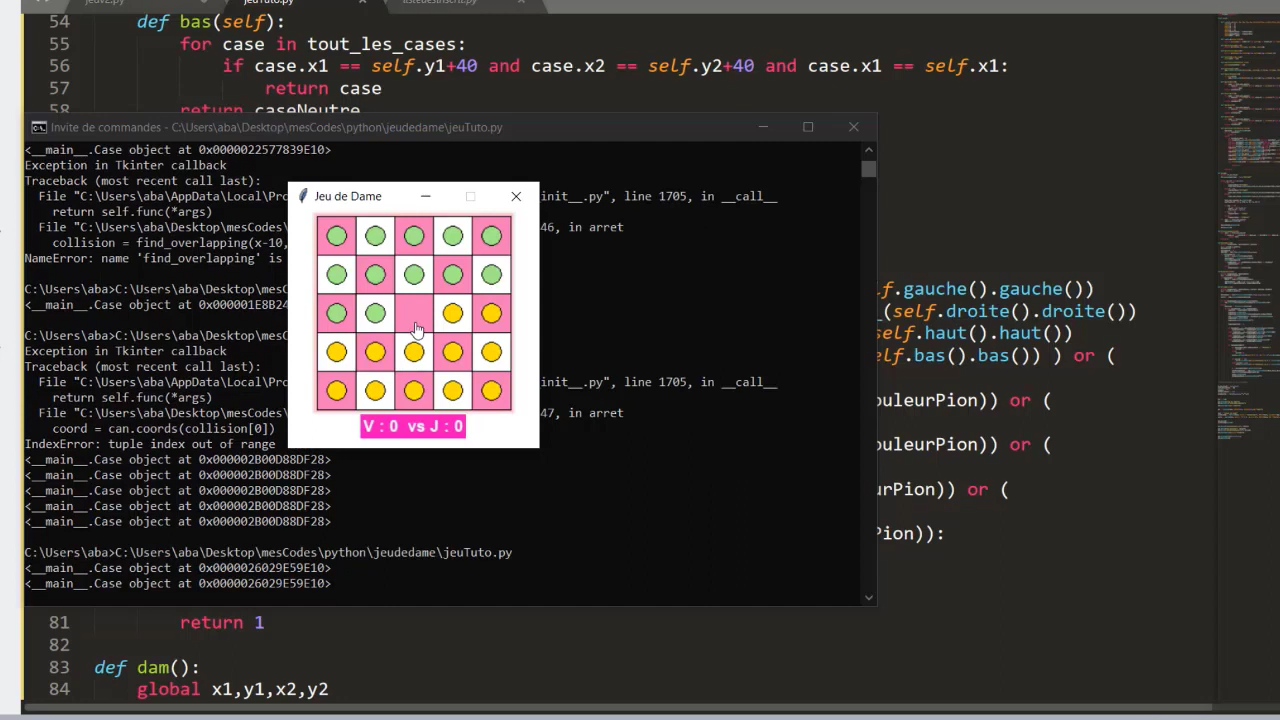 jeuTuto.py
54 def bas(self):
55 for case in tout_les_cases:
56 if case.x1 == self.y1+40 and case.x2 == self.y2+40 and case.x1 == self.x1:
57 return case
58 return caseNeutre
Invite de commandes - C:\Users\aba\Desktop\mesCodes\python\jeudedame\jeuTuto.py
<__main__.Case object at 0x0000022577839E10>
Exception in Tkinter callback
Traceback (most recent call last):
File "C:\Users\aba\AppData\Local\Pro
init__.py", line 1705, in __call__
return self.func(*args)
File "C:\Users\aba\Desktop\mesCodes\
46, in arret
collision = find_overlapping(x-10,
NameError: name 'find_overlapping' is
C:\Users\aba>C:\Users\aba\Desktop\mesC
<__main__.Case object at 0x000001E8B24
C:\Users\aba>C:\Users\aba\Desktop\mesC
Exception in Tkinter callback
Traceback (most recent call last):
File "C:\Users\aba\AppData\Local\Pro
init__.py", line 1705, in __call__
return self.func(*args)
File "C:\Users\aba\Desktop\mesCodes\
47, in arret
coord = can.coords(collision[0])
IndexError: tuple index out of range
<__main__.Case object at 0x000002B00D88DF28>
<__main__.Case object at 0x000002B00D88DF28>
<__main__.Case object at 0x000002B00D88DF28>
<__main__.Case object at 0x000002B00D88DF28>
<__main__.Case object at 0x000002B00D88DF28>
C:\Users\aba>C:\Users\aba\Desktop\mesCodes\python\jeudedame\jeuTuto.py
<__main__.Case object at 0x0000026029E59E10>
<__main__.Case object at 0x0000026029E59E10>
Jeu de Dame
V : 0 vs J : 0
f.gauche().gauche())
(self.droite().droite())
self.haut().haut())
f.bas().bas()) ) or (
ouleurPion)) or (
ouleurPion)) or (
urPion)) or (
Pion)):
81 return 1
82
83 def dam():
84 global x1,y1,x2,y2